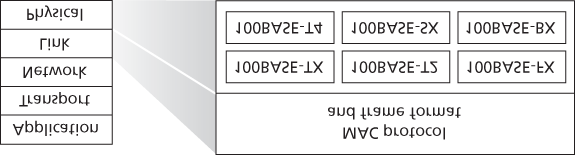 Application
Transport
Network
Link
Physical
MAC protocol
and frame format
100BASE-TX
100BASE-T2
100BASE-FX
100BASE-T4
100BASE-SX
100BASE-BX